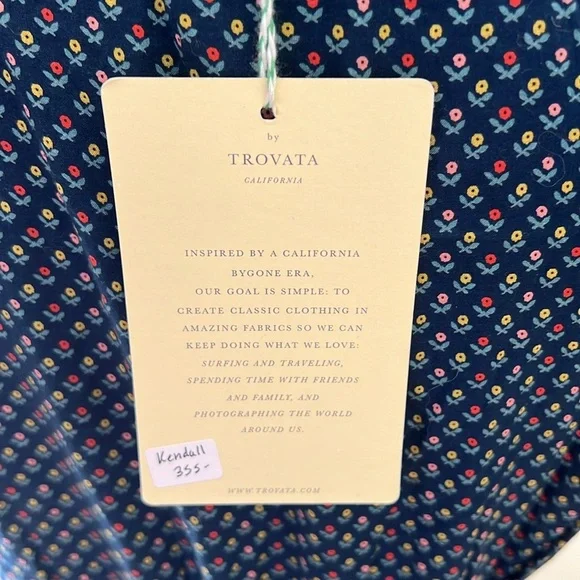 by
TROVATA
CALIFORNIA
INSPIRED BY A CALIFORNIA
BYGONE ERA,
OUR GOAL IS SIMPLE: TO
CREATE CLASSIC CLOTHING IN
AMAZING FABRICS SO WE CAN
KEEP DOING WHAT WE LOVE:
SURFING AND TRAVELING,
SPENDING TIME WITH FRIENDS
AND FAMILY, AND
PHOTOGRAPHING THE WORLD
AROUND US.
Kendall
355-
WWW.TROVATA.COM